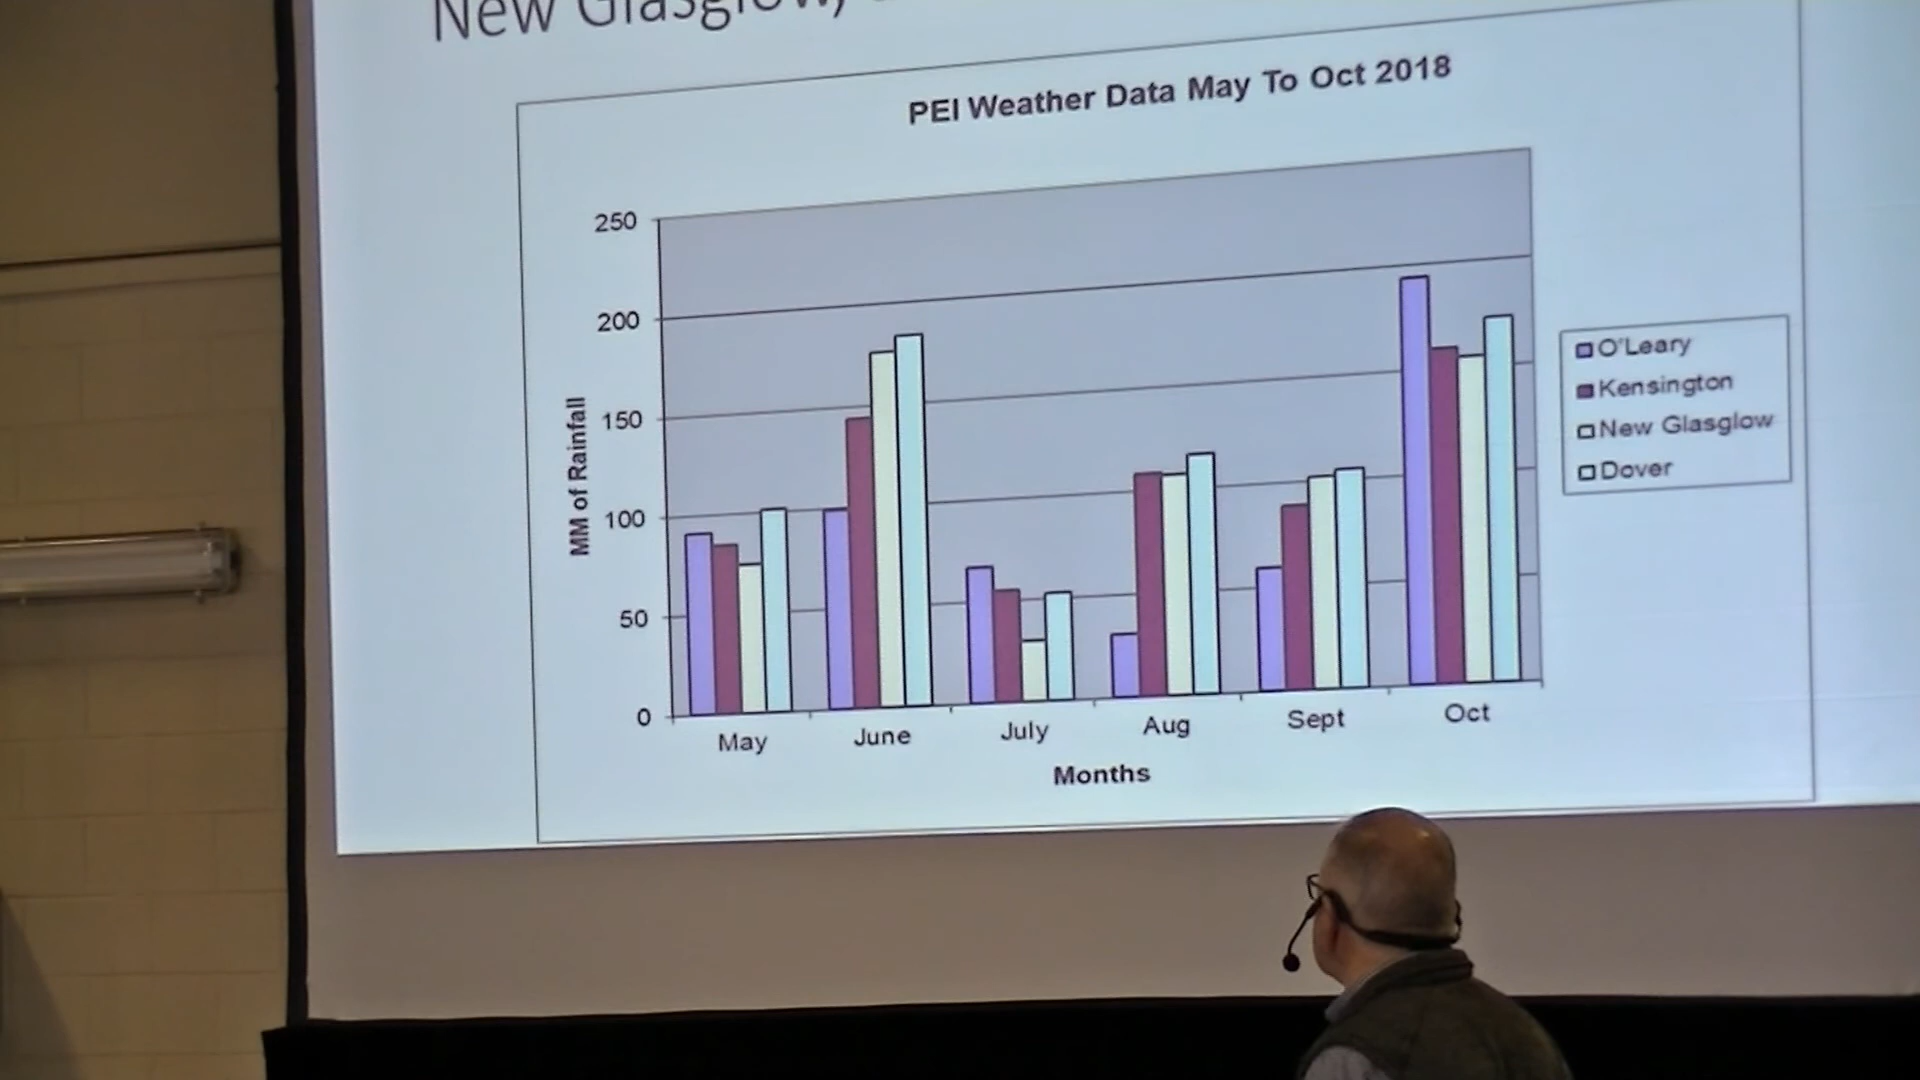 New Glasglow,
PEI Weather Data May To Oct 2018
250
200
150
100
50
0
MM of Rainfall
May June July Aug Sept Oct
Months
O'Leary
Kensington
New Glasglow
Dover